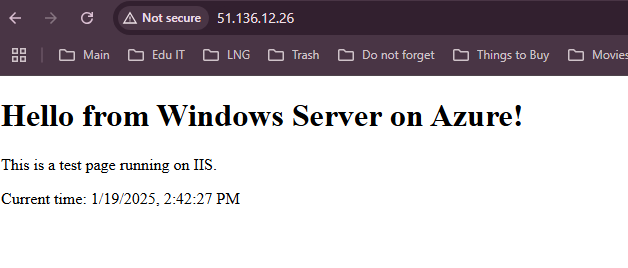 Not secure 51.136.12.26
Main Edu IT LNG Trash Do not forget Things to Buy Movies
Hello from Windows Server on Azure!
This is a test page running on IIS.
Current time: 1/19/2025, 2:42:27 PM